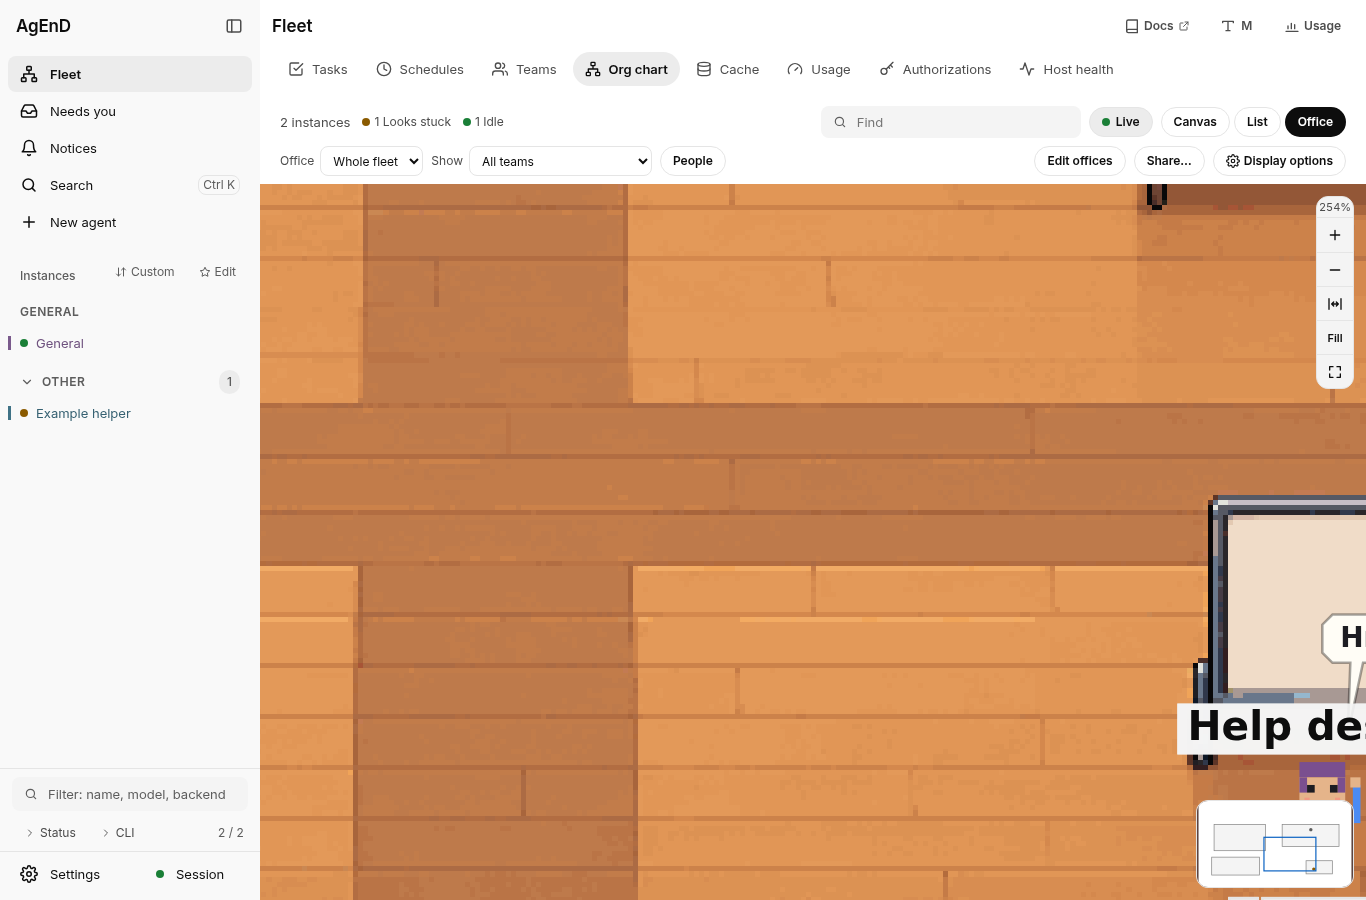 AgEnD
Fleet
Needs you
Notices
Search
Ctrl K
New agent
Instances
Custom
Edit
GENERAL
General
OTHER
1
Example helper
Filter: name, model, backend
Status
CLI
2 / 2
Settings
Session
Fleet
Docs
M
Usage
Tasks
Schedules
Teams
Org chart
Cache
Usage
Authorizations
Host health
2 instances
1 Looks stuck
1 Idle
Find
Live
Canvas
List
Office
Office
Whole fleet
Show
All teams
People
Edit offices
Share...
Display options
254%
Fill
Help